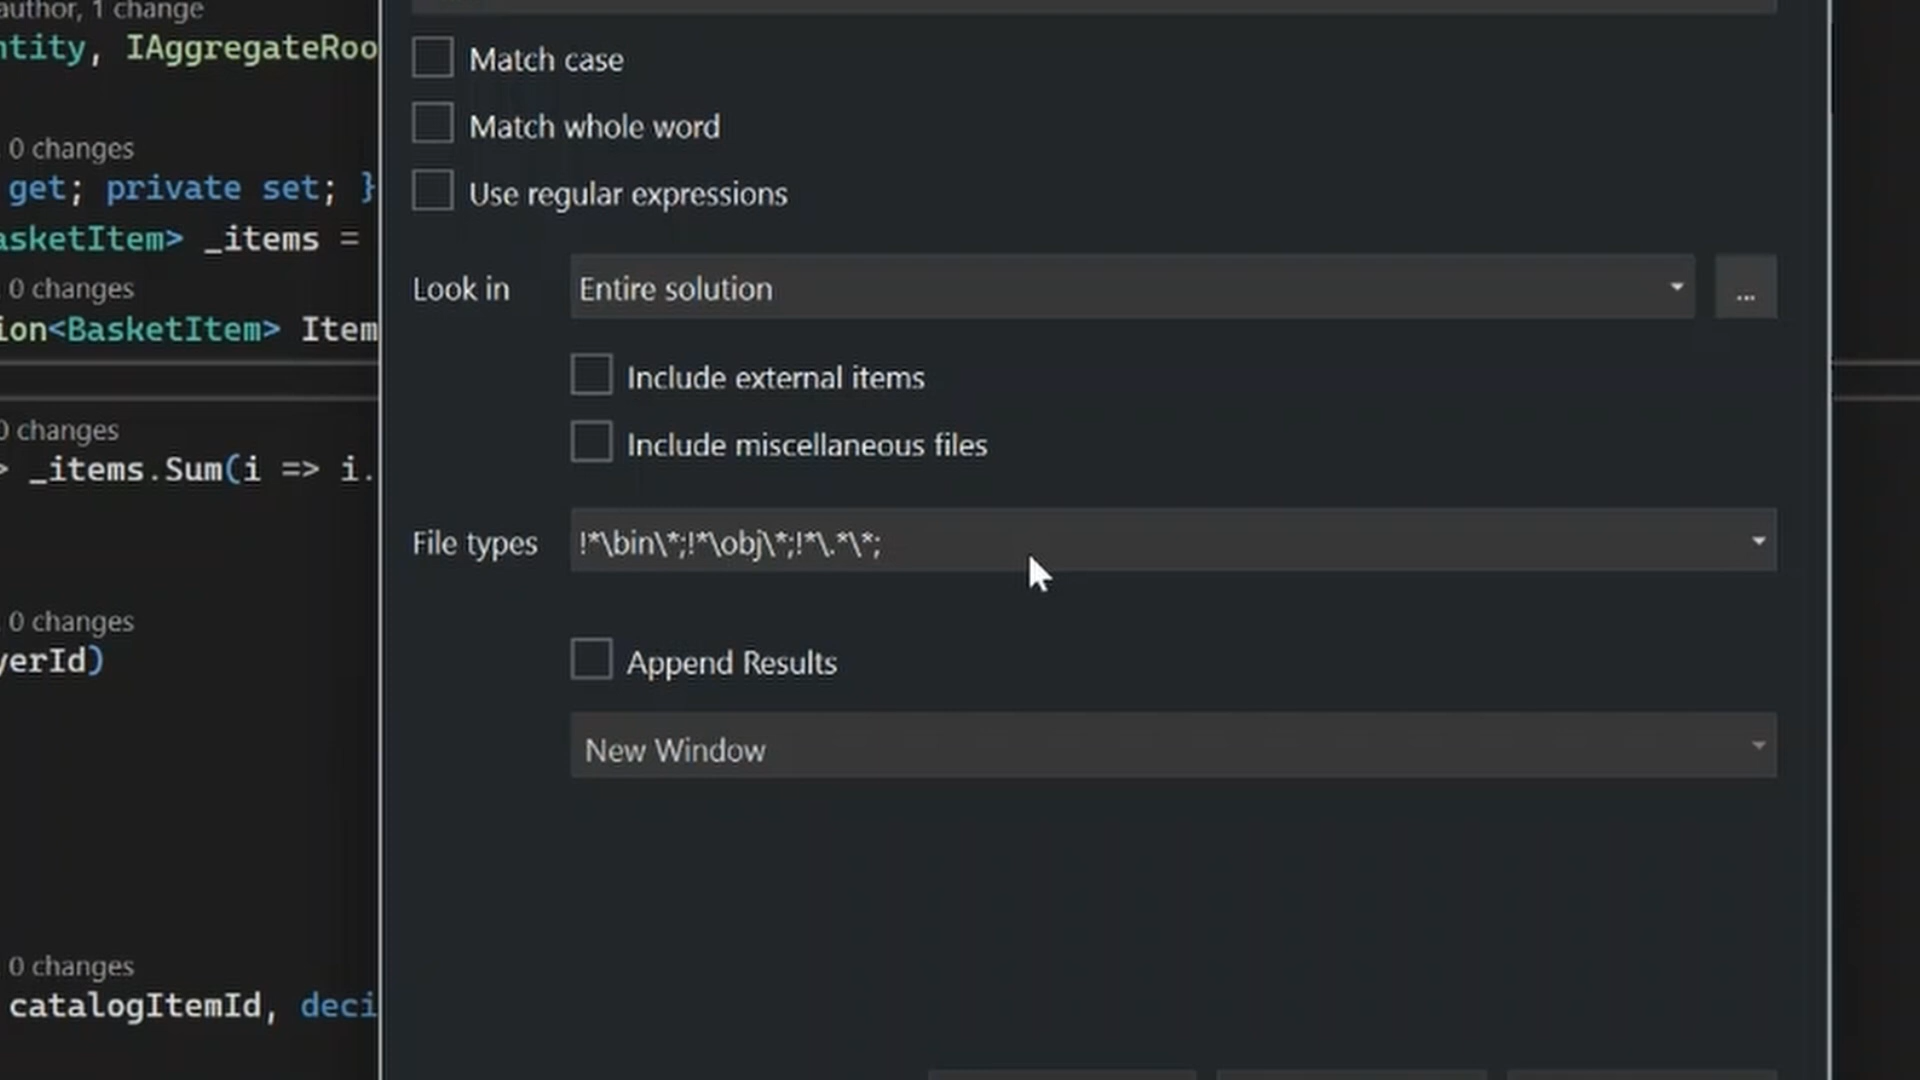 author, 1 change
ntity, IAggregateRoo
0 changes
get; private set; }
asketItem> _items =
0 changes
ion<BasketItem> Item
0 changes
> _items.Sum(i => i.
0 changes
yerId)
0 changes
catalogItemId, deci
Match case
Match whole word
Use regular expressions
Look in Entire solution ...
Include external items
Include miscellaneous files
File types !*\bin\*;!*\obj\*;!*\.*\*;
Append Results
New Window